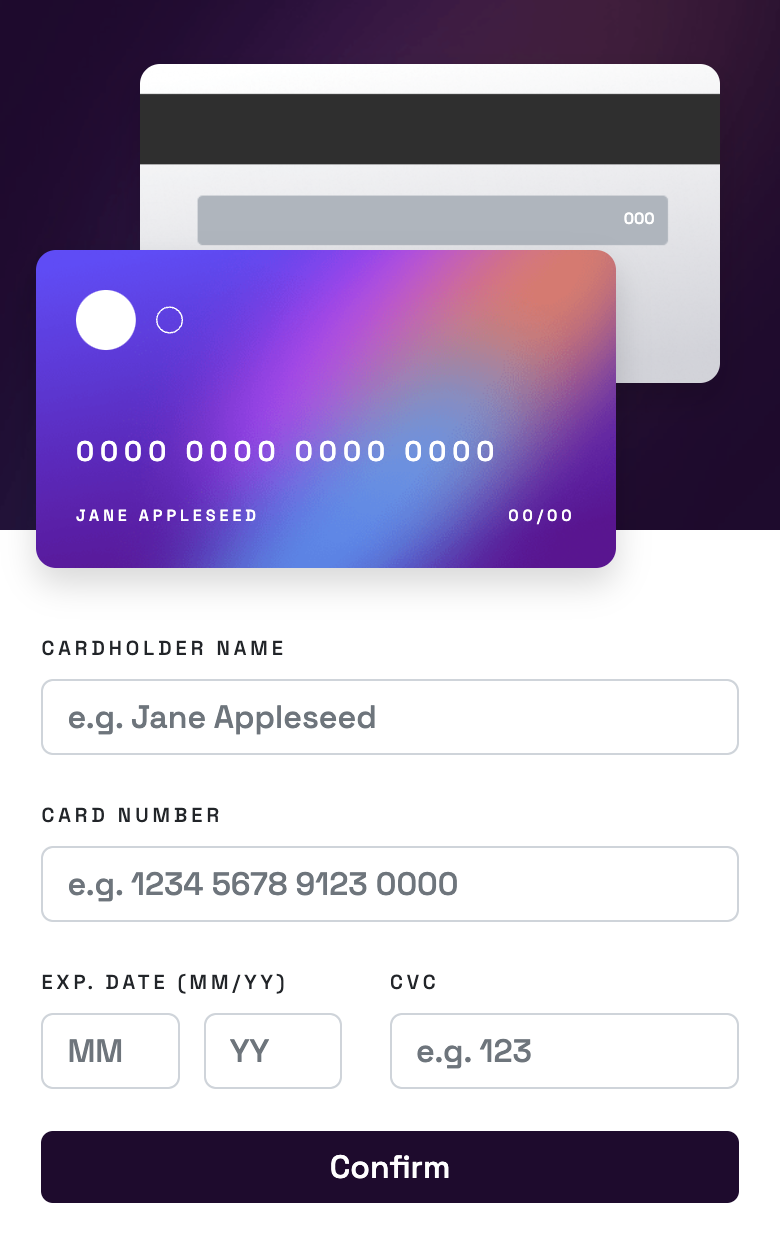 000
0000 0000 0000 0000
JANE APPLESEED 00/00
CARDHOLDER NAME
e.g. Jane Appleseed
CARD NUMBER
e.g. 1234 5678 9123 0000
EXP. DATE (MM/YY) CVC
MM YY e.g. 123
Confirm